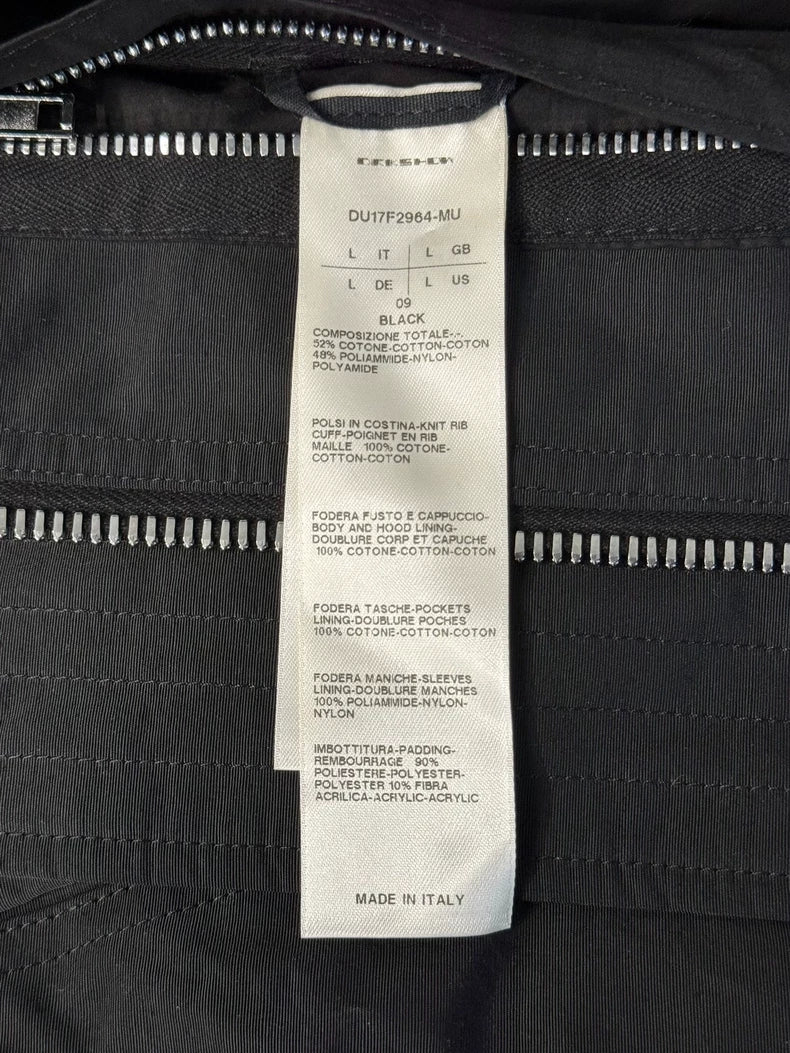 DRKSHDW
DU17F2964-MU
L IT L GB
L DE L US
09
BLACK
COMPOSIZIONE TOTALE-.-.
52% COTONE-COTTON-COTON
48% POLIAMMIDE-NYLON-
POLYAMIDE
POLSI IN COSTINA-KNIT RIB
CUFF-POIGNET EN RIB
MAILLE 100% COTONE-
COTTON-COTON
FODERA FUSTO E CAPPUCCIO-
BODY AND HOOD LINING-
DOUBLURE CORP ET CAPUCHE
100% COTONE-COTTON-COTON
FODERA TASCHE-POCKETS
LINING-DOUBLURE POCHES
100% COTONE-COTTON-COTON
FODERA MANICHE-SLEEVES
LINING-DOUBLURE MANCHES
100% POLIAMMIDE-NYLON-
NYLON
IMBOTTITURA-PADDING-
REMBOURRAGE 90%
POLIESTERE-POLYESTER-
POLYESTER 10% FIBRA
ACRILICA-ACRYLIC-ACRYLIC
MADE IN ITALY